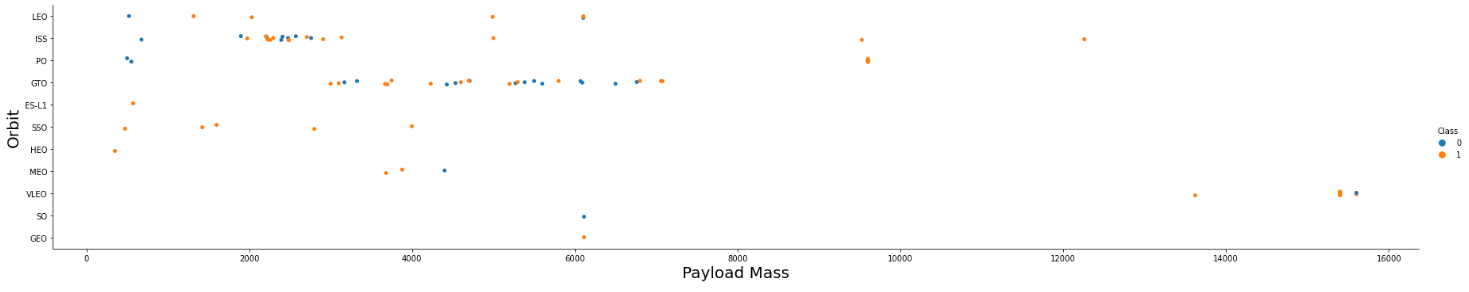 LEO
ISS
PO
GTO
ES-L1
SSO
HEO
MEO
VLEO
SO
GEO
Orbit
0 2000 4000 6000 8000 10000 12000 14000 16000
Payload Mass
Class
0
1